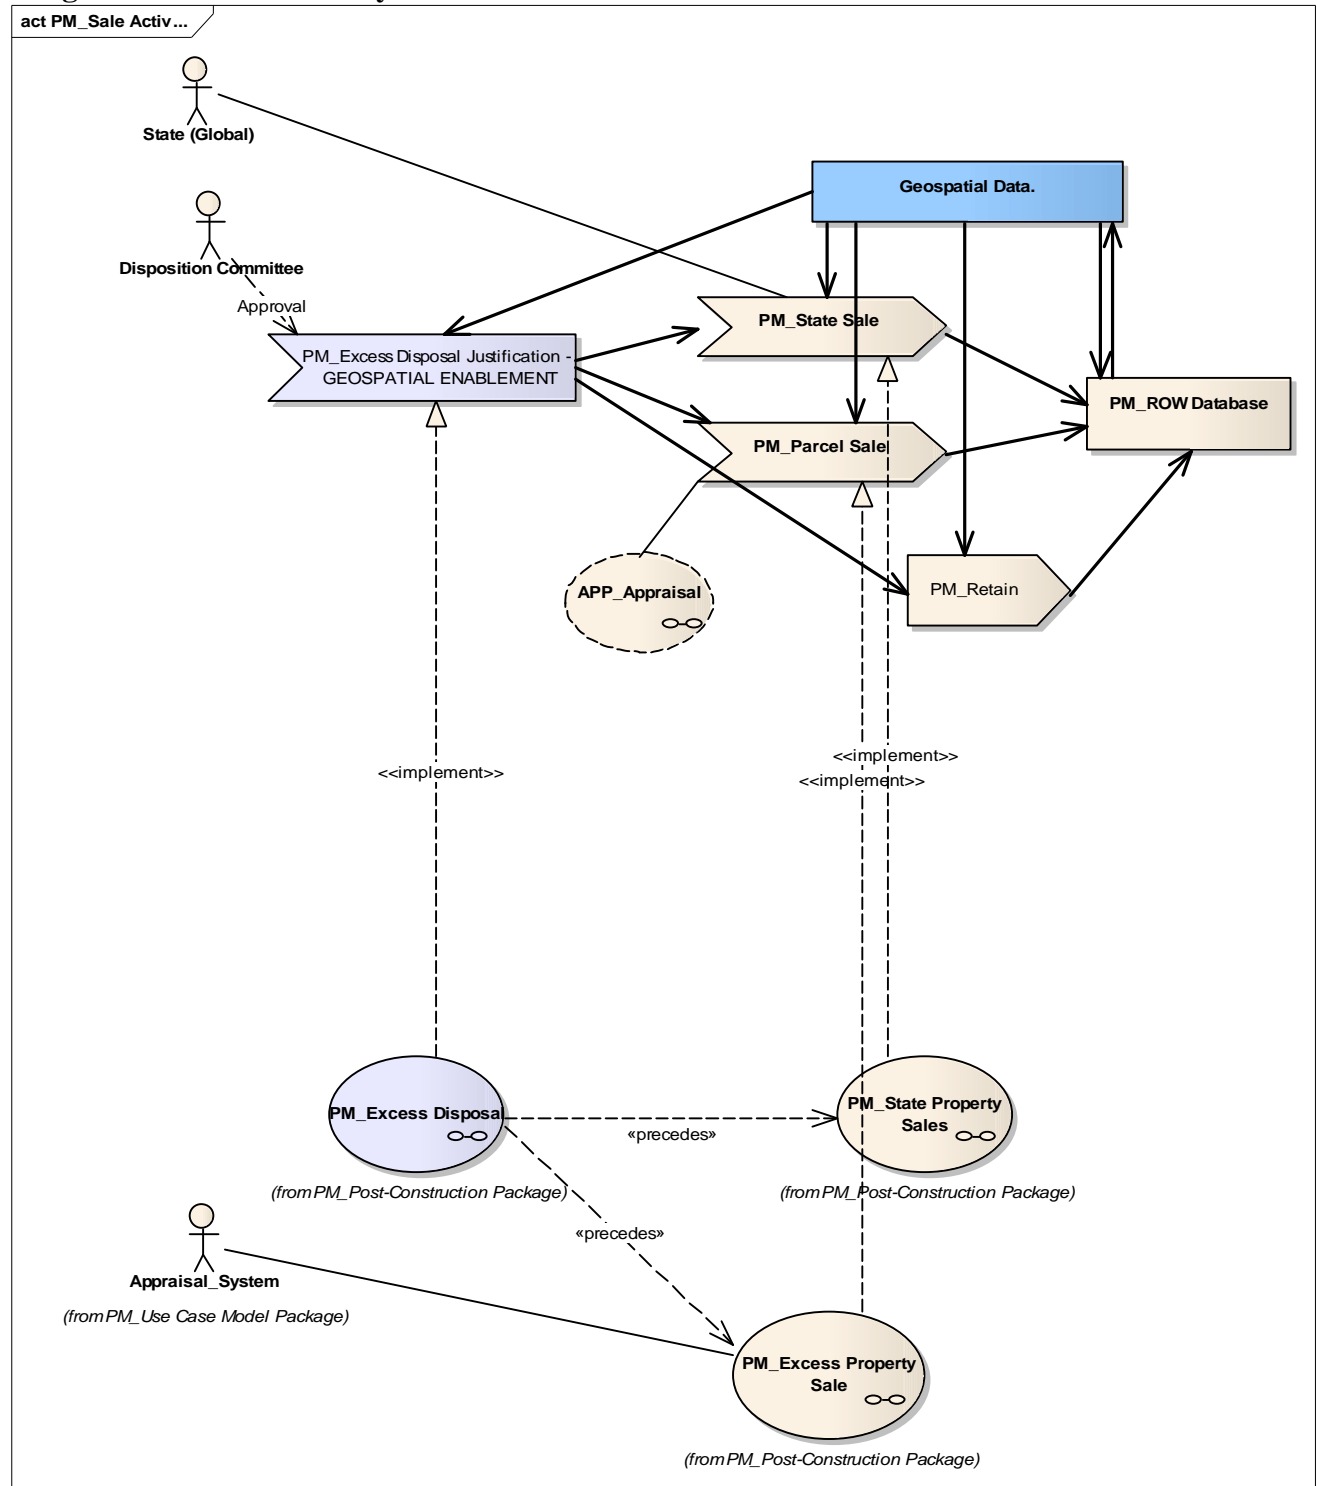 act PM_Sale Activ...
State (Global)
Geospatial Data.
Disposition Committee
Approval
PM_State Sale
PM_Excess Disposal Justification -
GEOSPATIAL ENABLEMENT
PM_ROW Database
PM_Parcel Sale
APP_Appraisal
PM_Retain
<<implement>>
<<implement>>
<<implement>>
PM_Excess Disposal
«precedes»
PM_State Property
Sales
(from PM_Post-Construction Package)
(from PM_Post-Construction Package)
«precedes»
Appraisal_System
(from PM_Use Case Model Package)
PM_Excess Property
Sale
(from PM_Post-Construction Package)